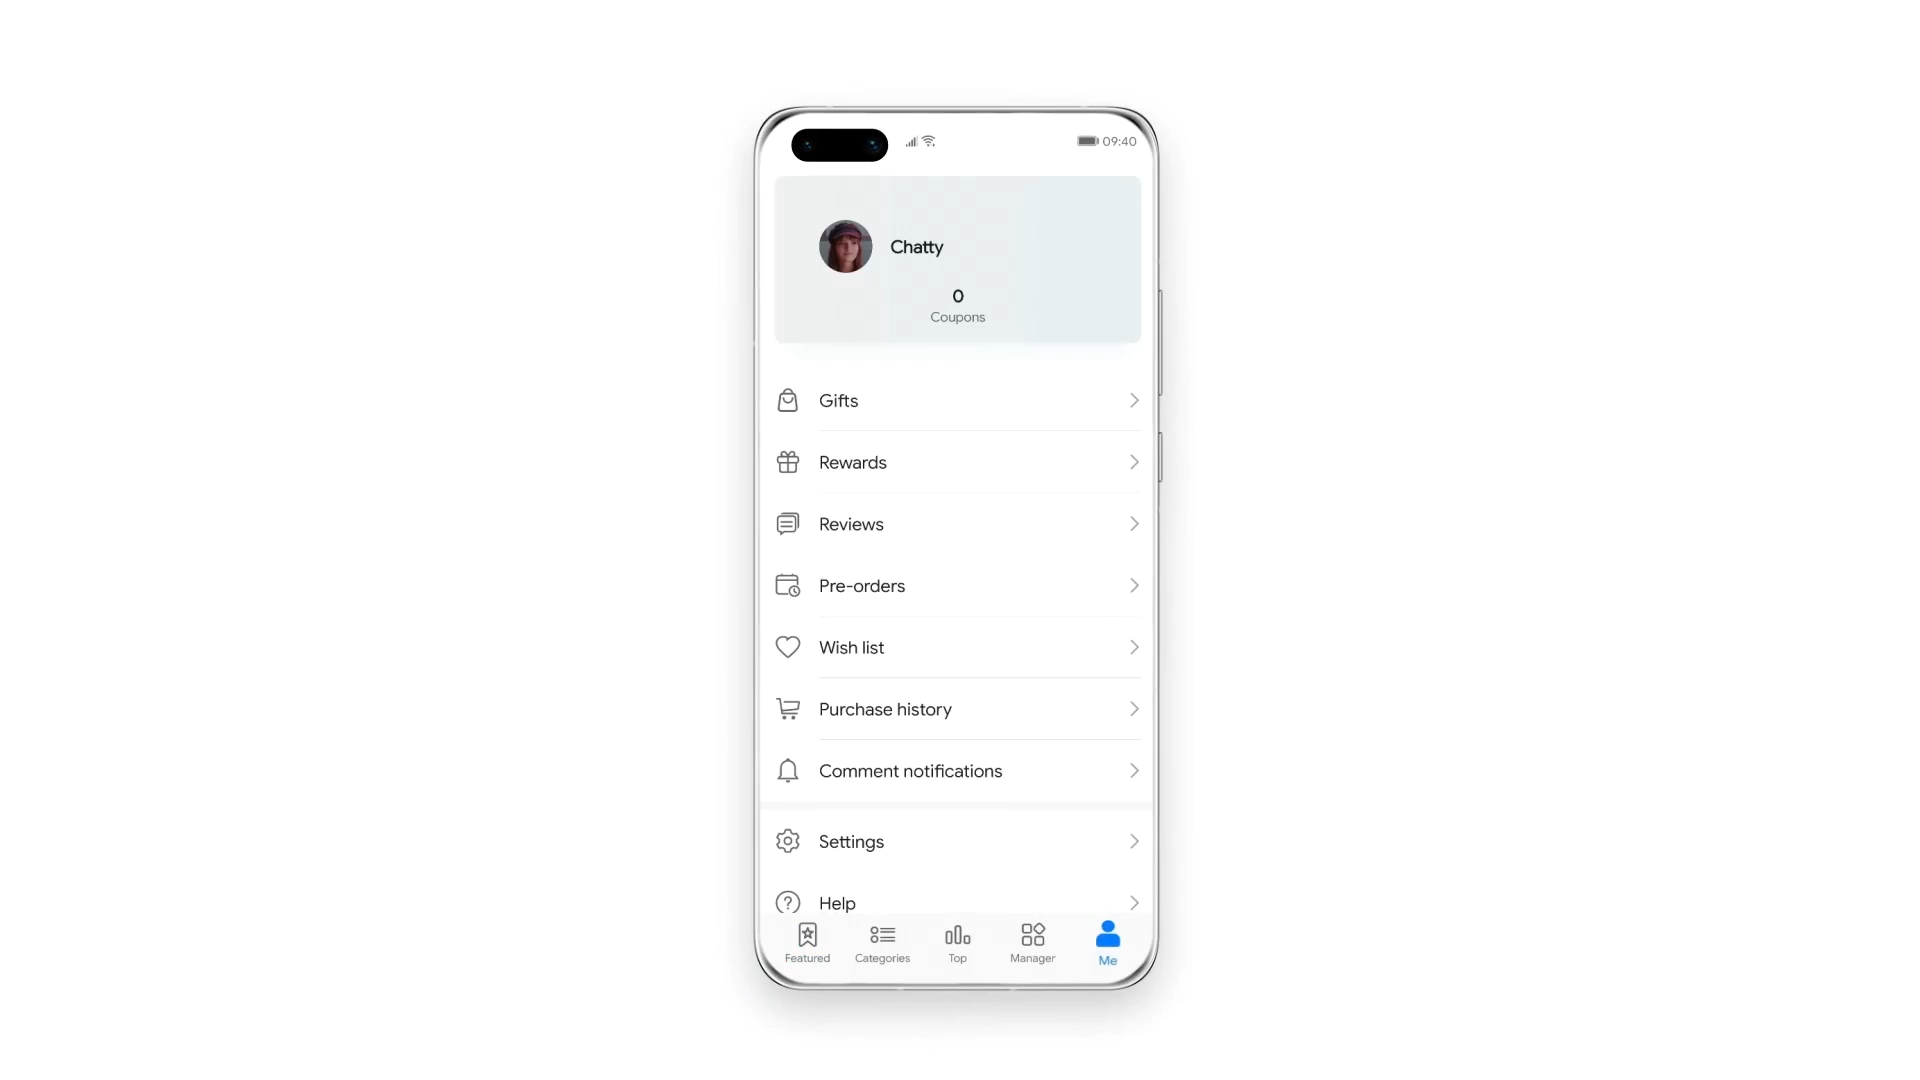 09:40
Chatty
0
Coupons
Gifts
Rewards
Reviews
Pre-orders
Wish list
Purchase history
Comment notifications
Settings
Help
Featured Categories Top Manager Me